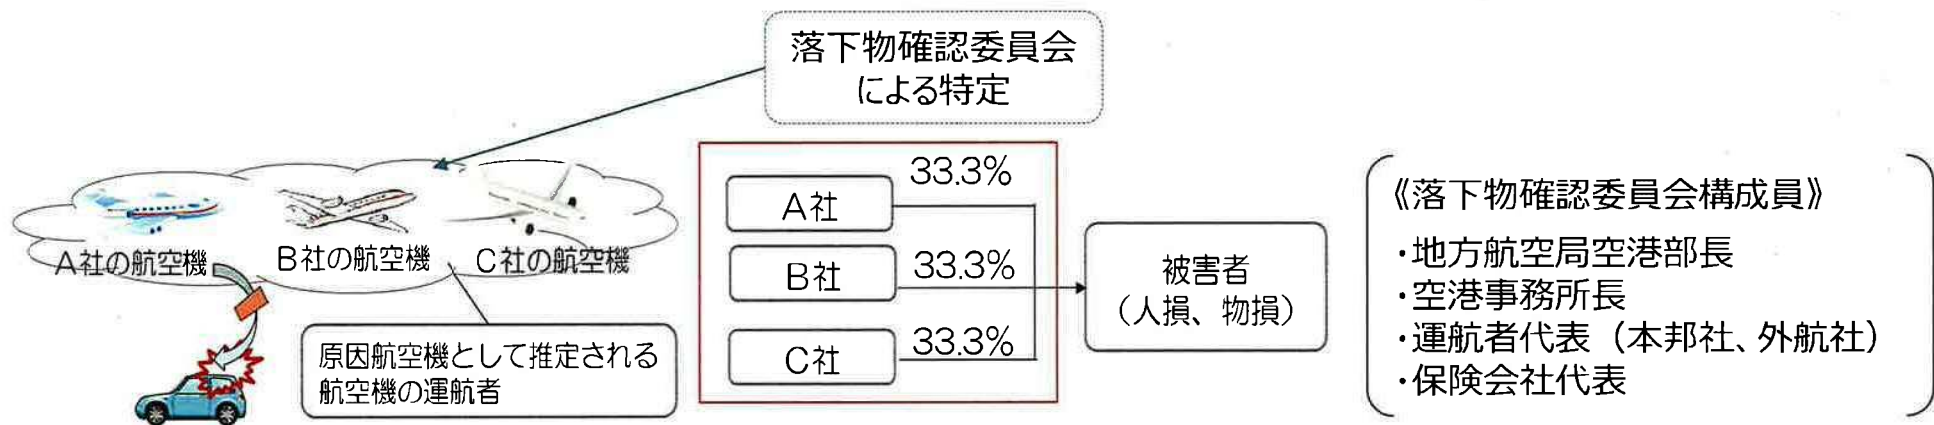 落下物確認委員会
による特定
A社の航空機
B社の航空機
C社の航空機
原因航空機として推定される
航空機の運航者
33.3%
A社
33.3%
B社
33.3%
C社
被害者
（人損、物損）
《落下物確認委員会構成員》
・地方航空局空港部長
・空港事務所長
・運航者代表（本邦社、外航社）
・保険会社代表